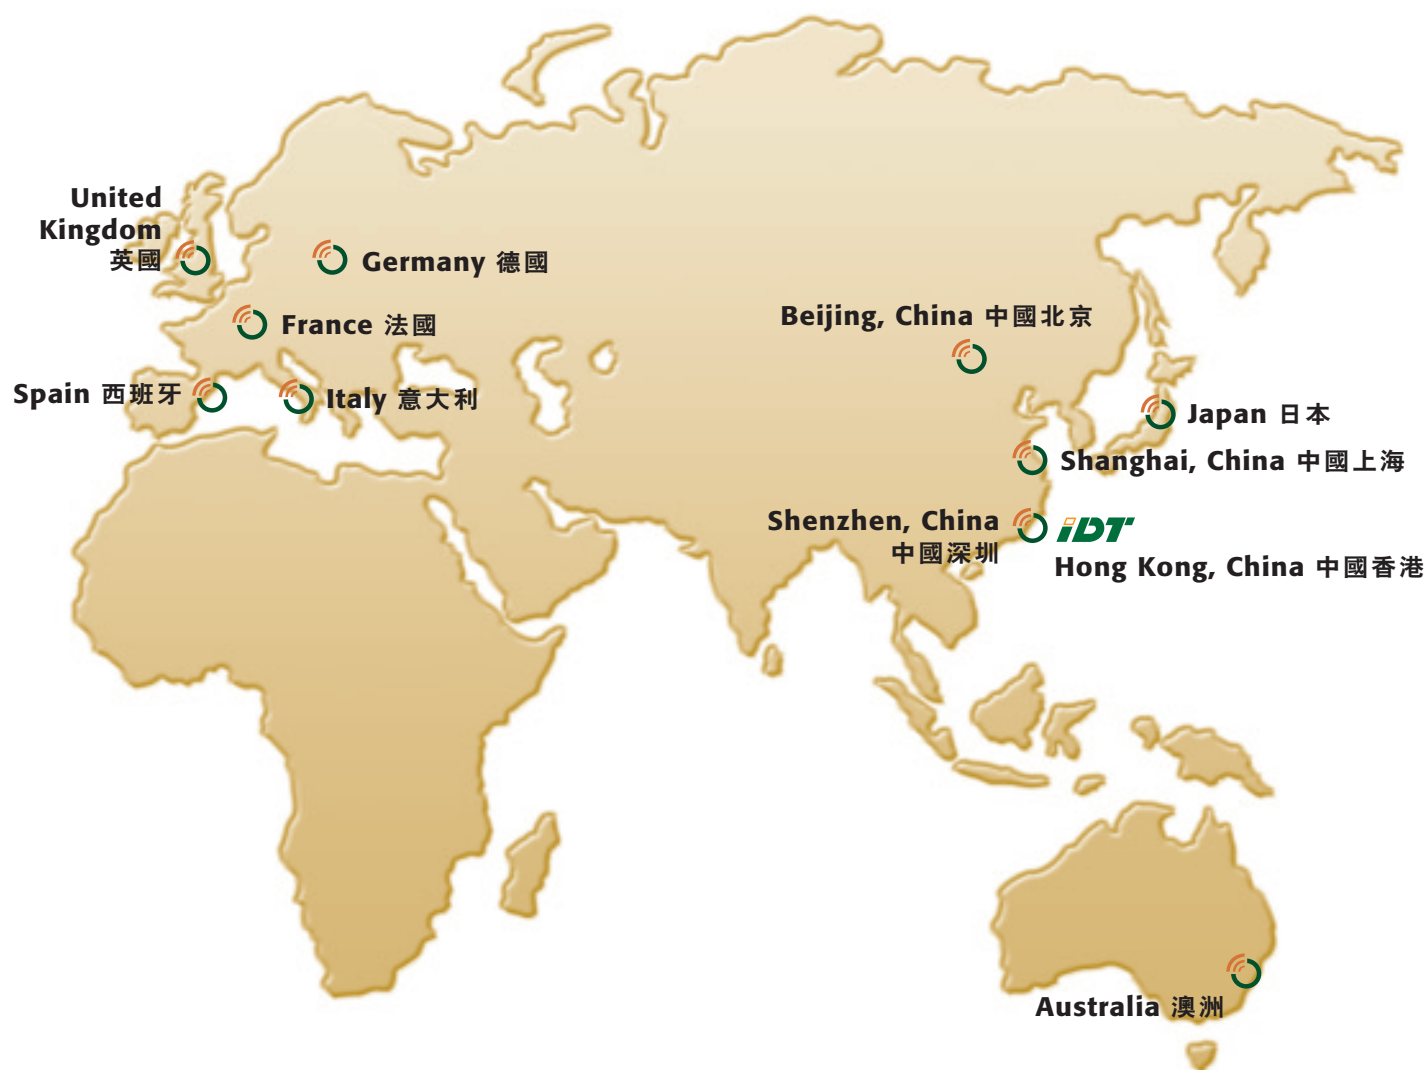 United
Kingdom
英國
Germany 德國
France 法國
Beijing, China 中國北京
Spain 西班牙
Italy 意大利
Japan 日本
Shanghai, China 中國上海
Shenzhen, China
中國深圳
iDT
Hong Kong, China 中國香港
Australia 澳洲